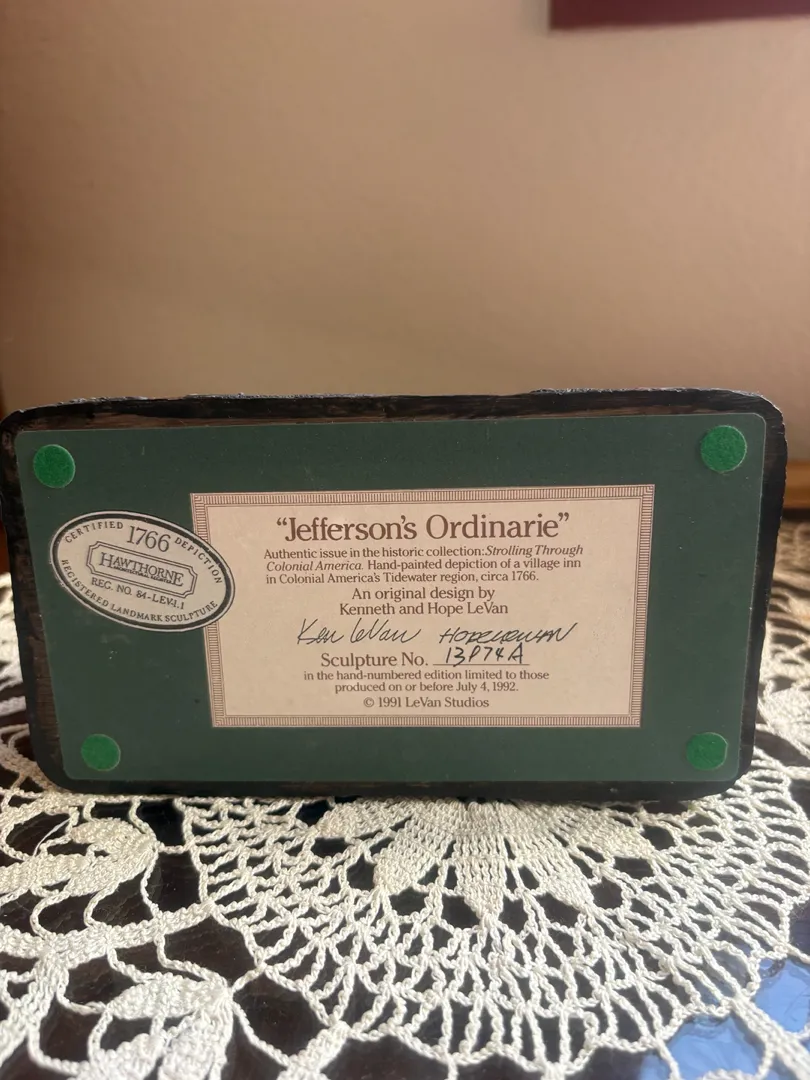 CERTIFIED 1766 DEPICTION
HAWTHORNE
REC. NO. 84-LEV-1.1
REGISTERED LANDMARK SCULPTURE
“Jefferson's Ordinarie”
Authentic issue in the historic collection:Strolling Through
Colonial America. Hand-painted depiction of a village inn
in Colonial America's Tidewater region, circa 1766.
An original design by
Kenneth and Hope LeVan
Ken LeVan
Sculpture No. 13P74A
in the hand-numbered edition limited to those
produced on or before July 4, 1992.
© 1991 LeVan Studios